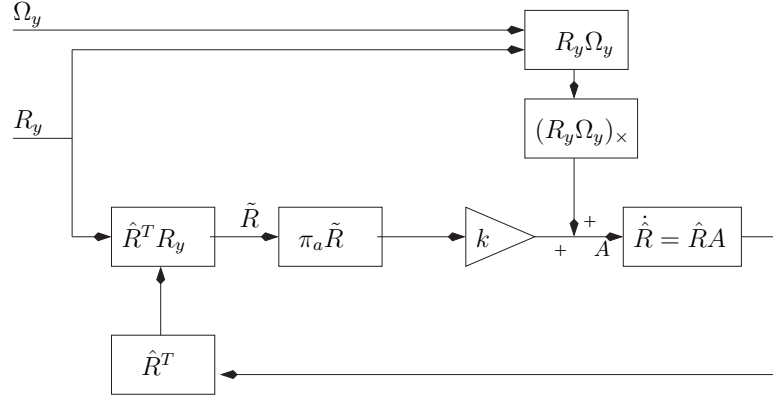 Ω_y
R_yΩ_y
R_y
(R_yΩ_y)_×
R̂^T R_y
R̃
π_a R̃
k
+
+
A
R̂̇ = R̂A
R̂^T